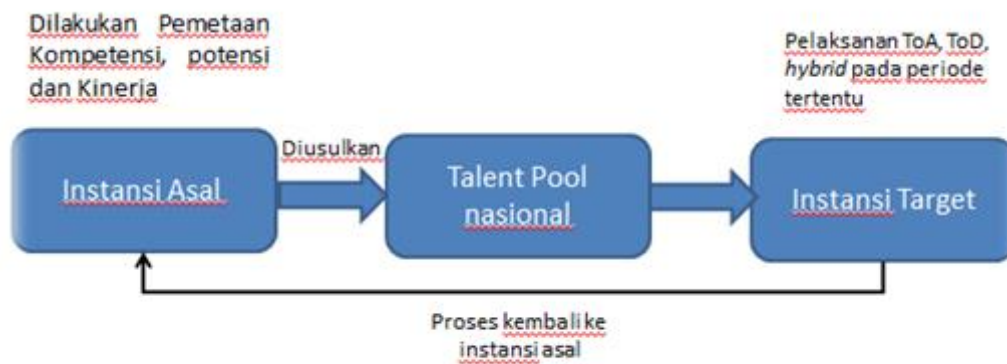 Dilakukan Pemetaan
Kompetensi, potensi
dan Kinerja
Pelaksanan ToA, ToD,
hybrid pada periode
tertentu
Instansi Asal
Diusulkan
Talent Pool
nasional
Instansi Target
Proses kembali ke
instansi asal